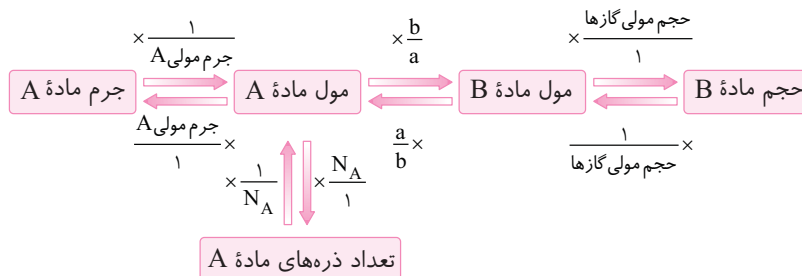 × ۱ / جرم مولی A
× b / a
× حجم مولی گازها / ۱
جرم مادهٔ A
مول مادهٔ A
مول مادهٔ B
حجم مادهٔ B
جرم مولی A / ۱ ×
a / b ×
۱ / حجم مولی گازها ×
× ۱ / N_A
× N_A / ۱
تعداد ذره‌های مادهٔ A